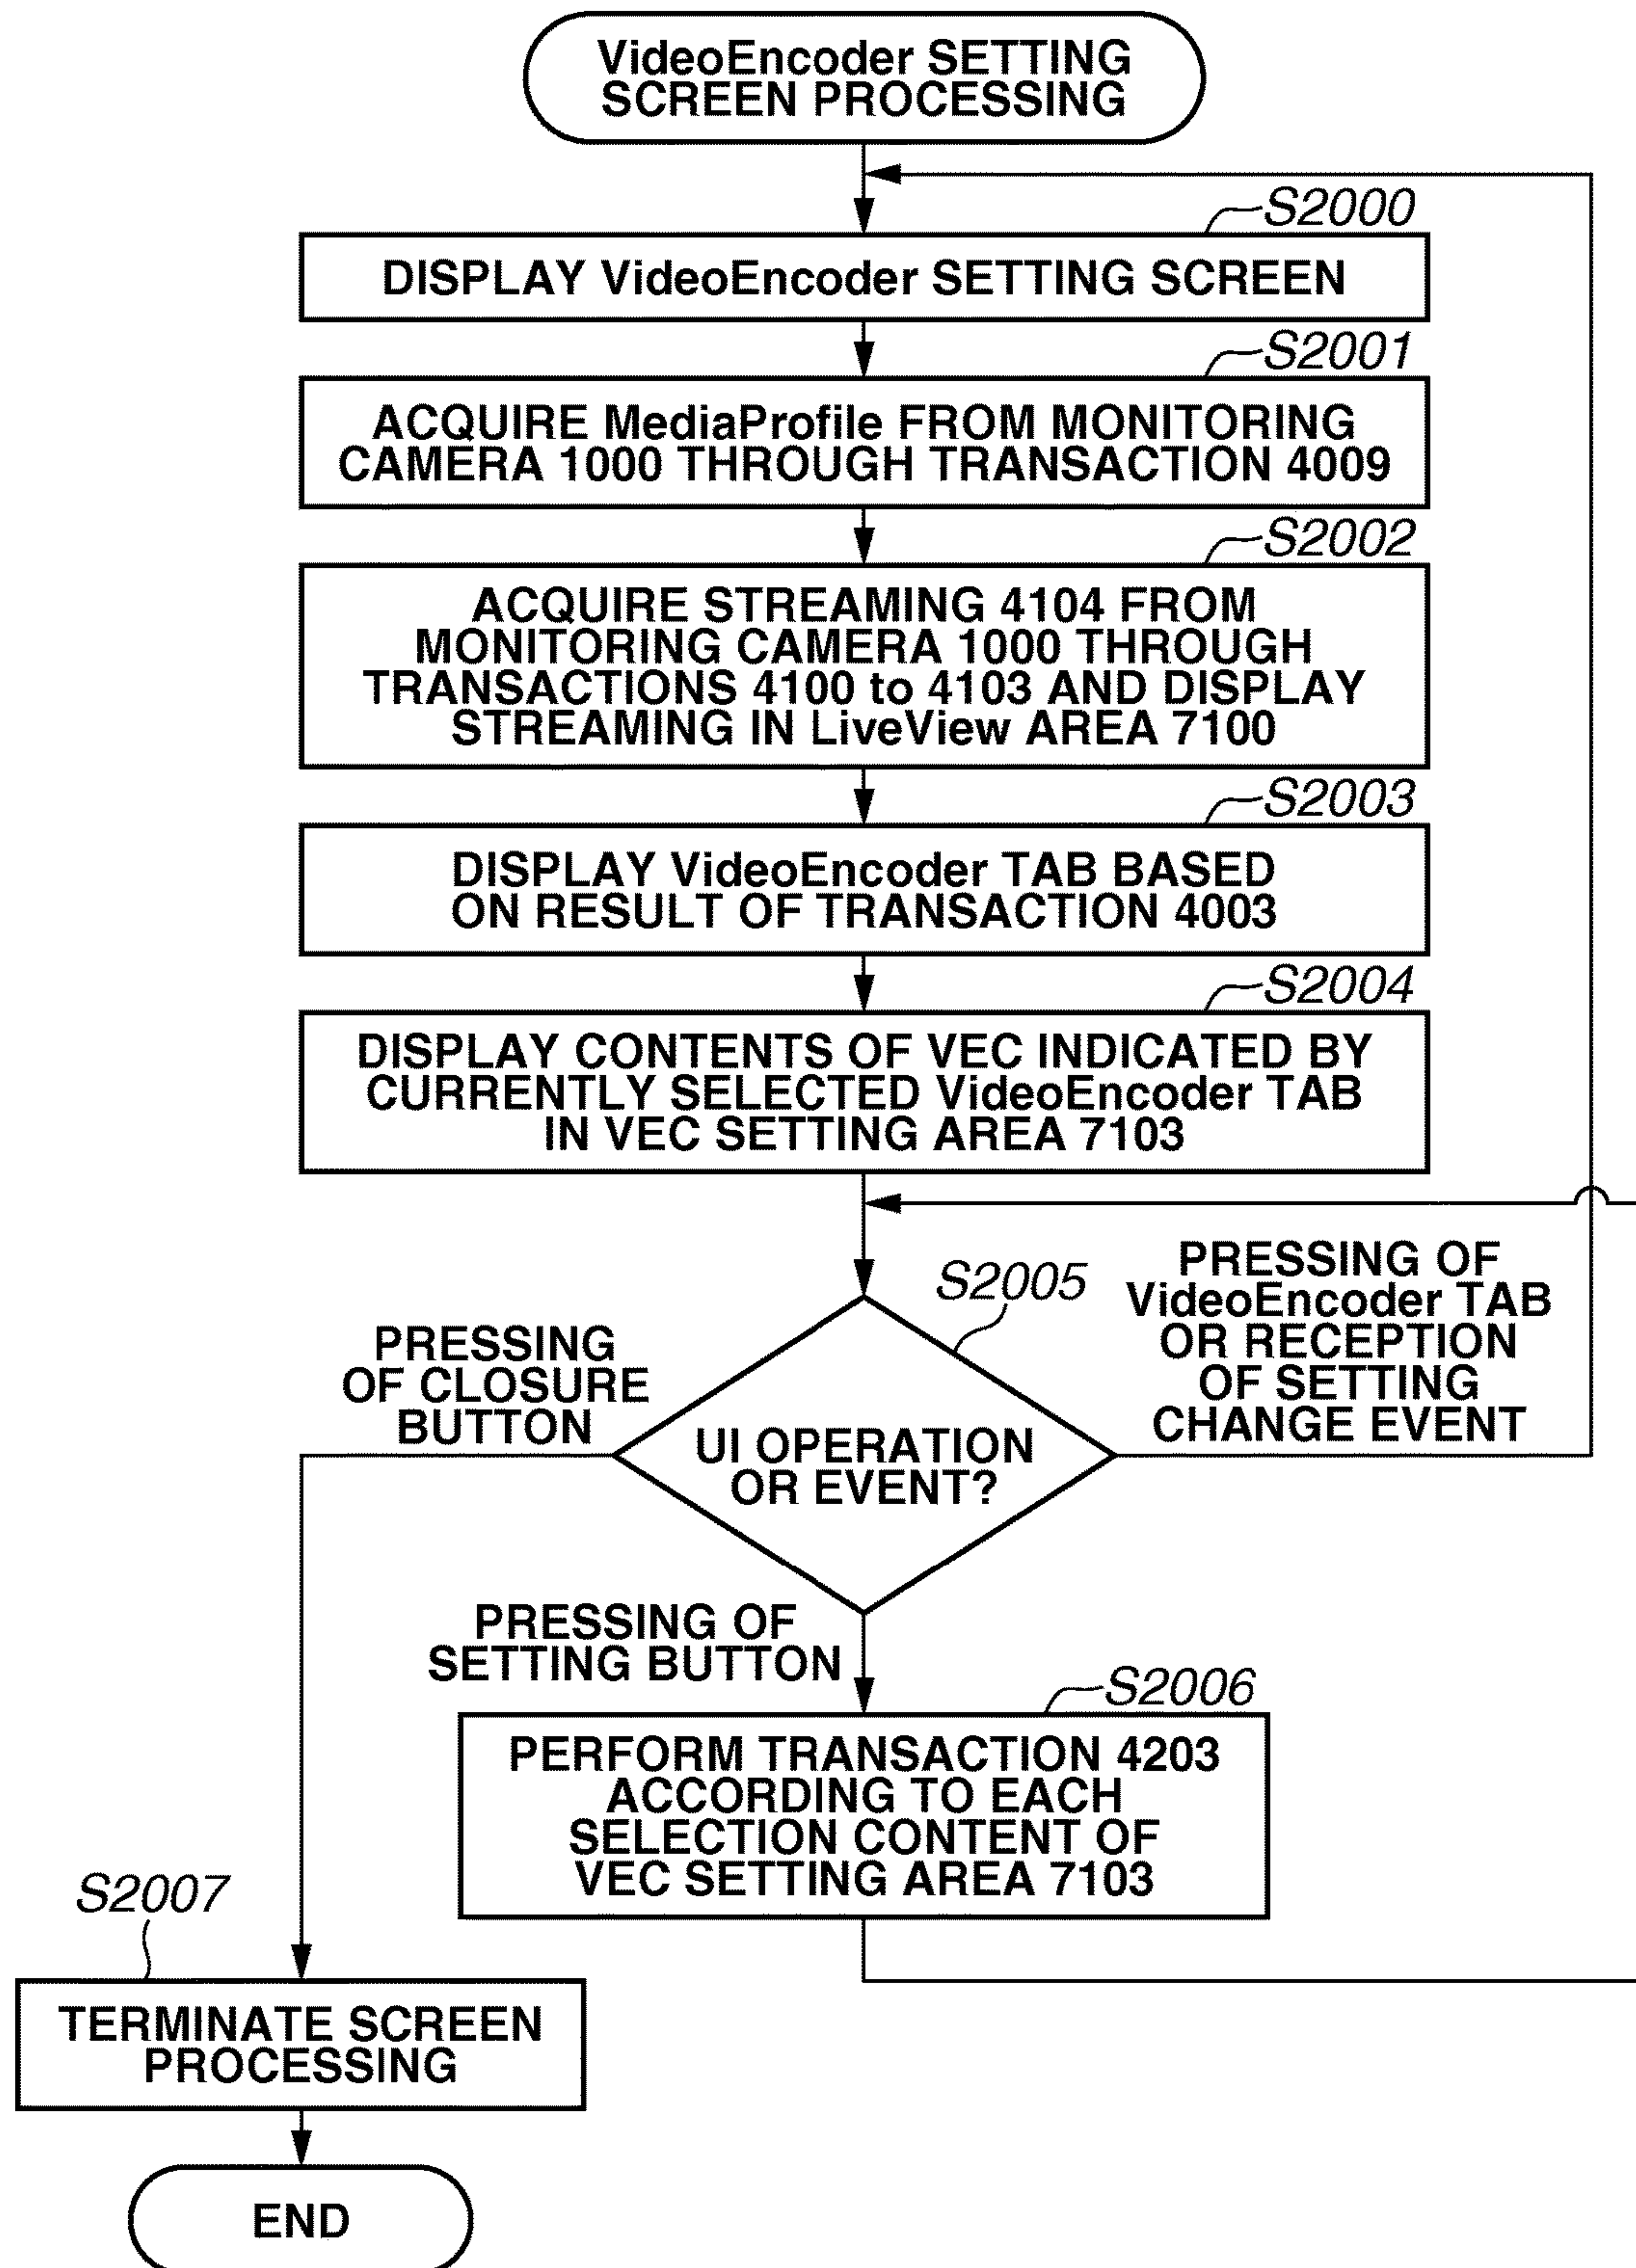 VideoEncoder SETTING
SCREEN PROCESSING
S2000
DISPLAY VideoEncoder SETTING SCREEN
S2001
ACQUIRE MediaProfile FROM MONITORING
CAMERA 1000 THROUGH TRANSACTION 4009
S2002
ACQUIRE STREAMING 4104 FROM
MONITORING CAMERA 1000 THROUGH
TRANSACTIONS 4100 to 4103 AND DISPLAY
STREAMING IN LiveView AREA 7100
S2003
DISPLAY VideoEncoder TAB BASED
ON RESULT OF TRANSACTION 4003
S2004
DISPLAY CONTENTS OF VEC INDICATED BY
CURRENTLY SELECTED VideoEncoder TAB
IN VEC SETTING AREA 7103
S2005
UI OPERATION
OR EVENT?
PRESSING OF
VideoEncoder TAB
OR RECEPTION
OF SETTING
CHANGE EVENT
PRESSING
OF CLOSURE
BUTTON
PRESSING OF
SETTING BUTTON
S2006
PERFORM TRANSACTION 4203
ACCORDING TO EACH
SELECTION CONTENT OF
VEC SETTING AREA 7103
S2007
TERMINATE SCREEN
PROCESSING
END